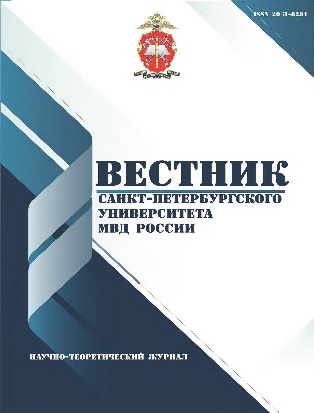 ВЕСТНИК
САНКТ-ПЕТЕРБУРГСКОГО
УНИВЕРСИТЕТА
МВД РОССИИ
НАУЧНО-ТЕОРЕТИЧЕСКИЙ ЖУРНАЛ